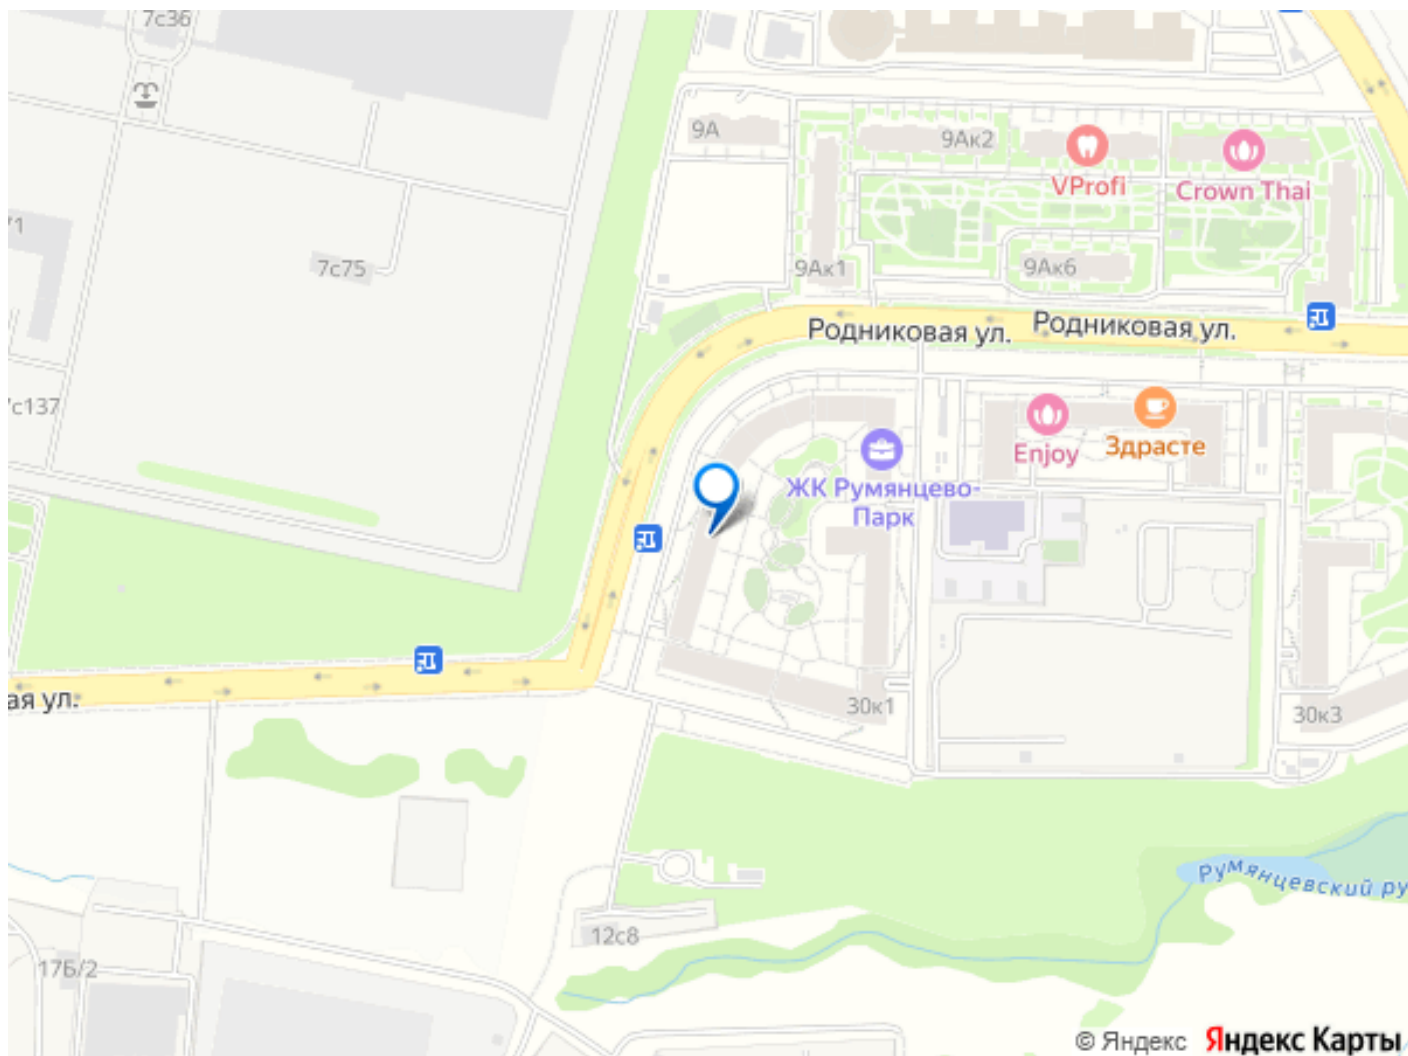 7с36
9А
9Ак2
VProfi
Crown Thai
7с75
9Ак1
9Ак6
Родниковая ул.
Родниковая ул.
7с137
Enjoy
Здрасте
ЖК Румянцево-
Парк
ая ул.
30к1
30к3
Румянцевский ру
12с8
17Б/2
© Яндекс Яндекс Карты